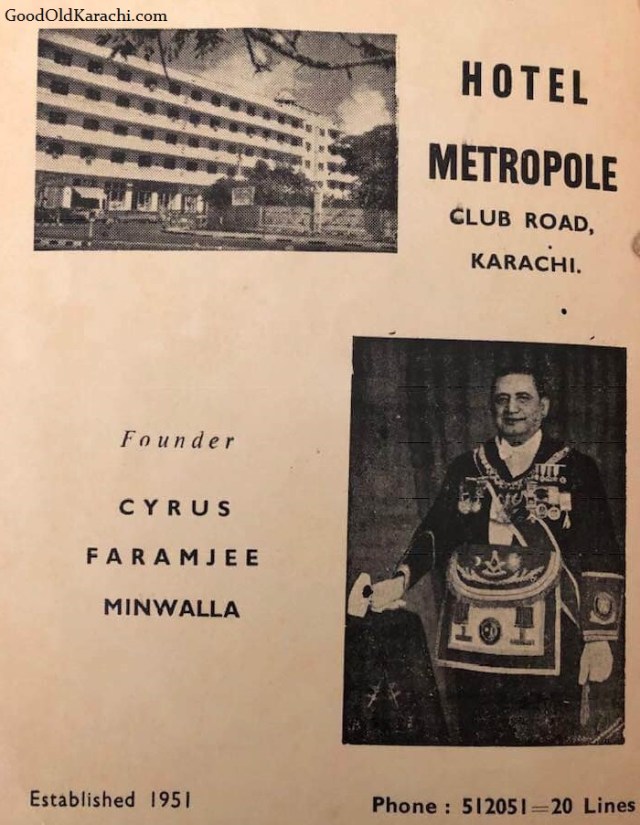 GoodOldKarachi.com
HOTEL
METROPOLE
CLUB ROAD,
KARACHI.
Founder
CYRUS
FARAMJEE
MINWALLA
Established 1951
Phone : 512051=20 Lines